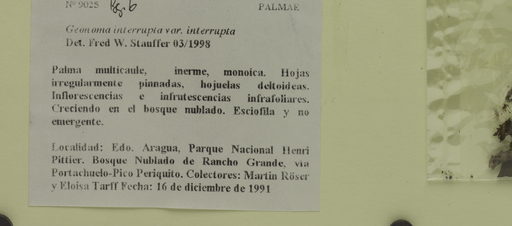 Nº 9025 PALMAE
Geonoma interrupta var. interrupta
Det. Fred W. Stauffer 03/1998
Palma multicaule, inerme, monoica. Hojas
irregularmente pinnadas, hojuelas deltoideas.
Inflorescencias e infrutescencias infrafoliares.
Creciendo en el bosque nublado. Esciofila y no
emergente.
Localidad: Edo. Aragua, Parque Nacional Henri
Pittier. Bosque Nublado de Rancho Grande, via
Portachuelo-Pico Periquito. Colectores: Martin Röser
y Eloisa Tarff Fecha: 16 de diciembre de 1991